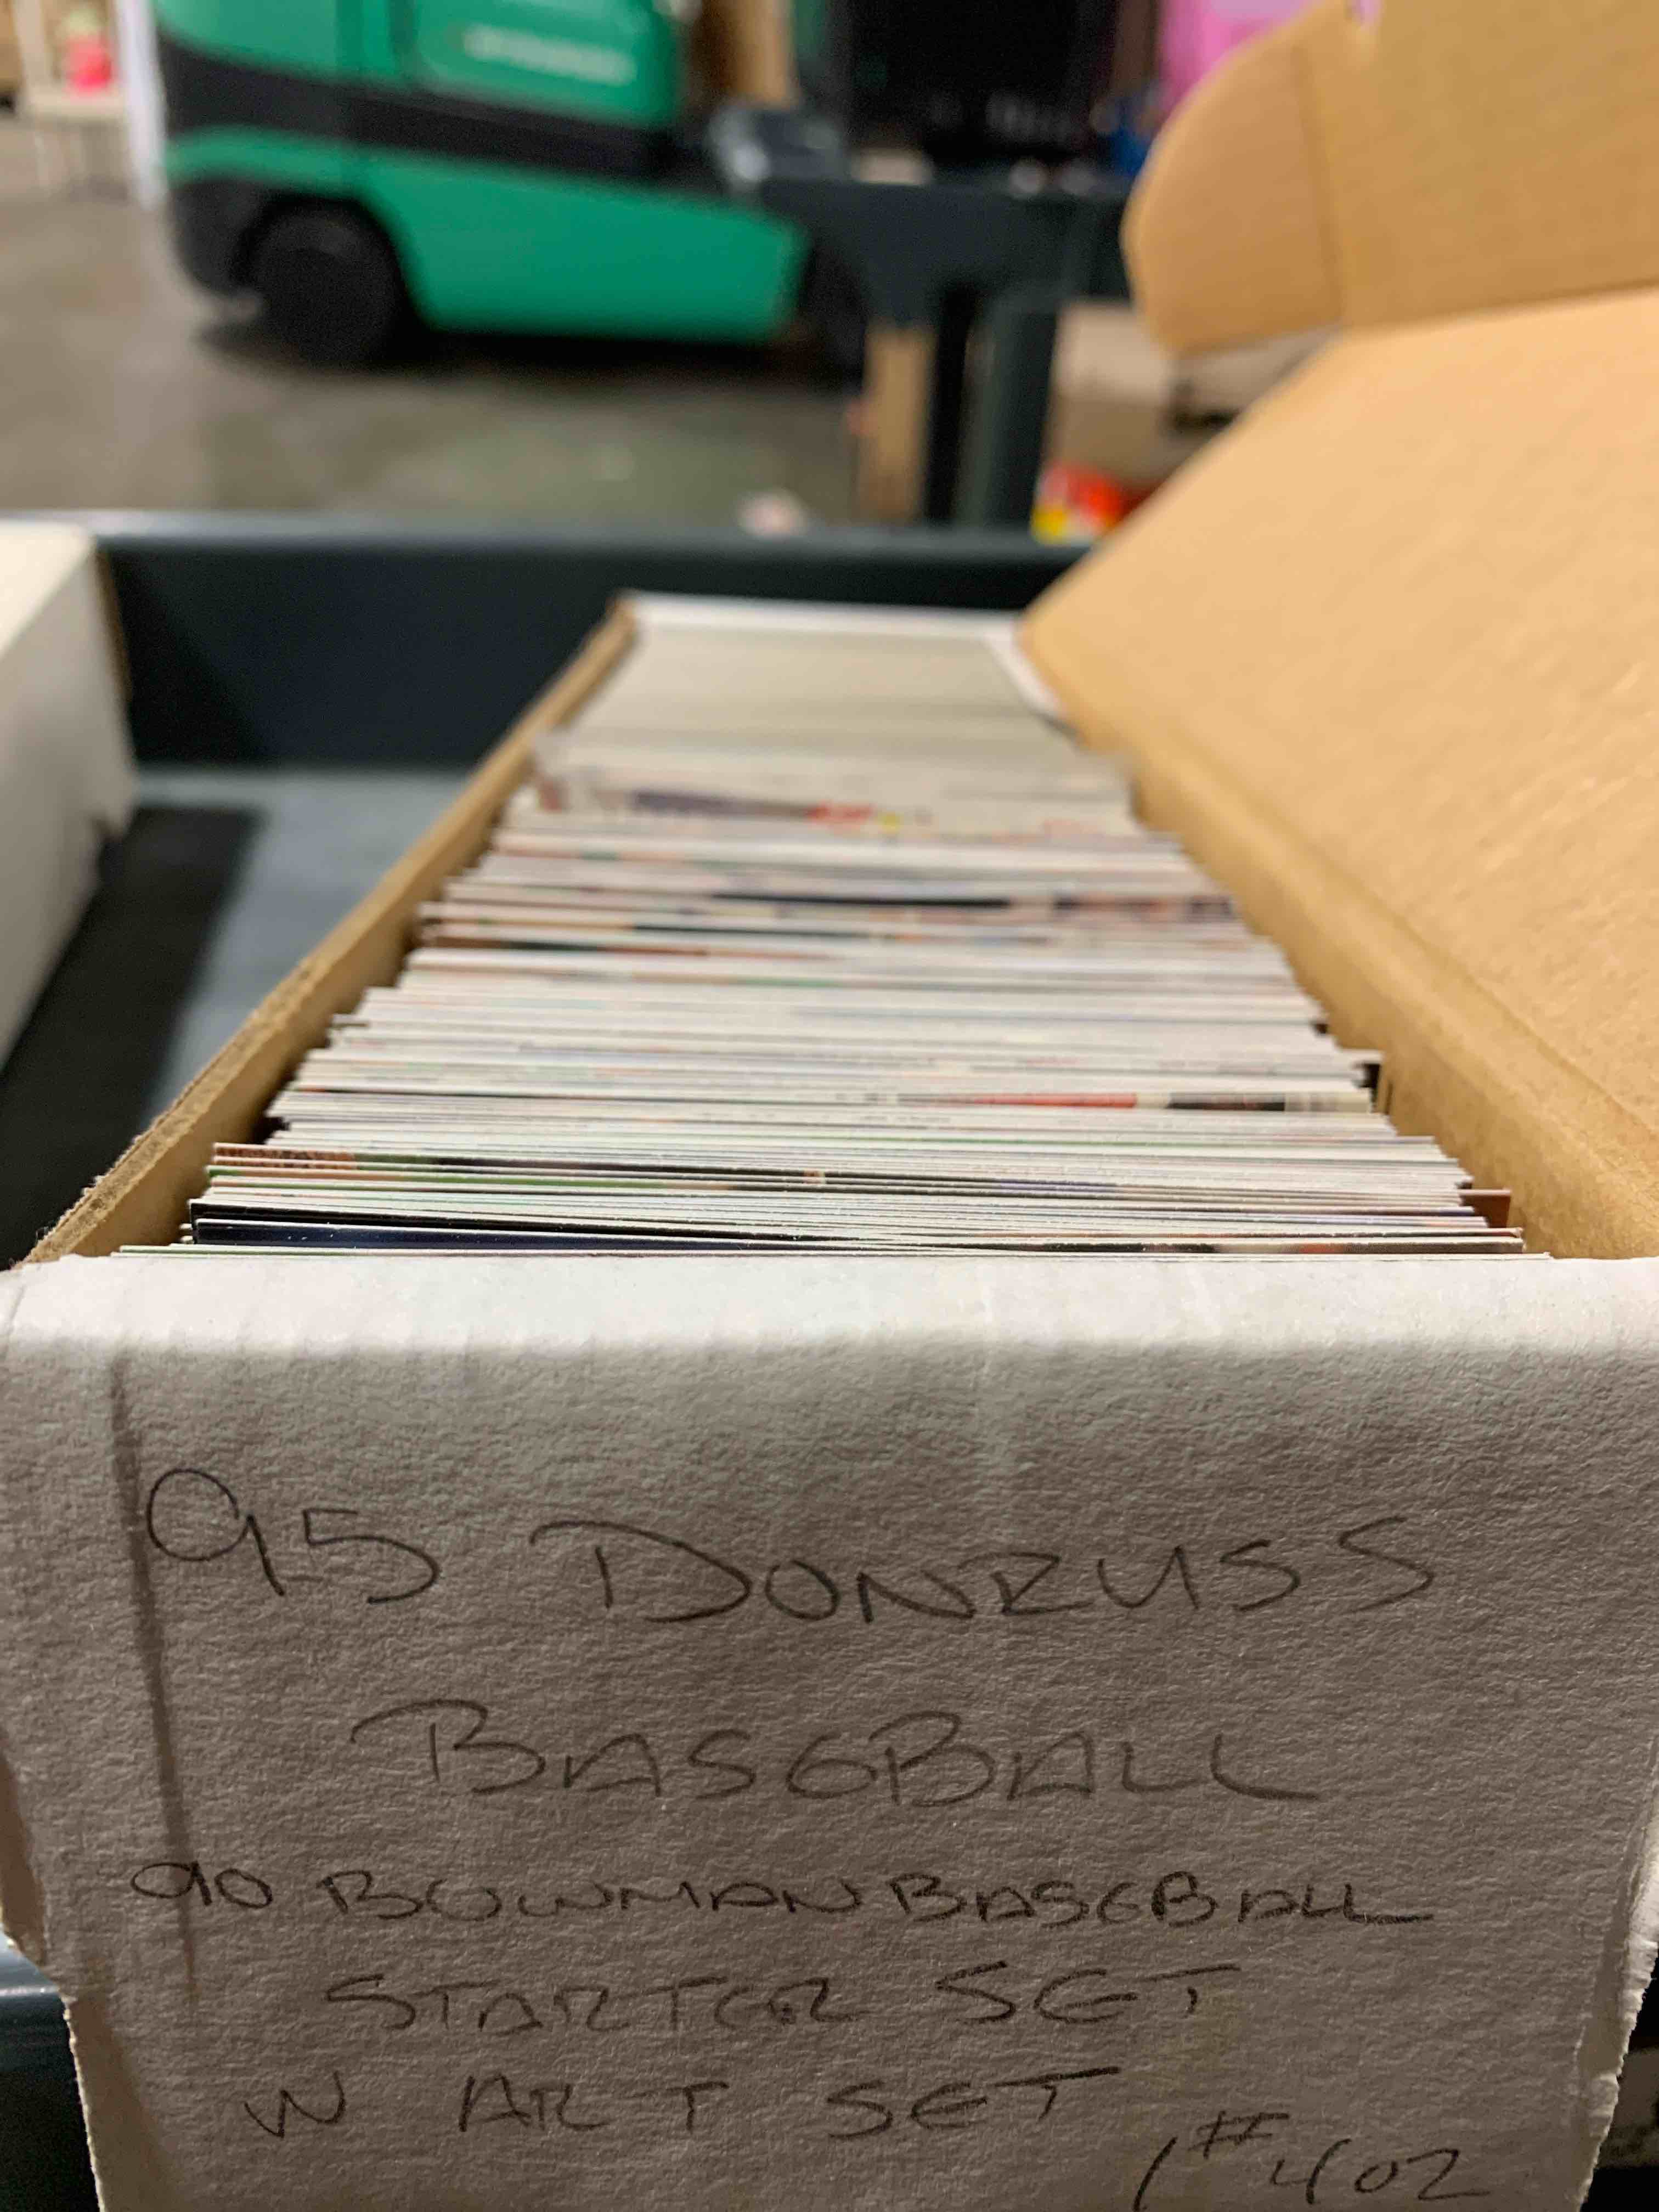 95 DONRUSS
BASEBALL
90 BOWMAN BASEBALL
STARTER SET
W ART SET
1#402